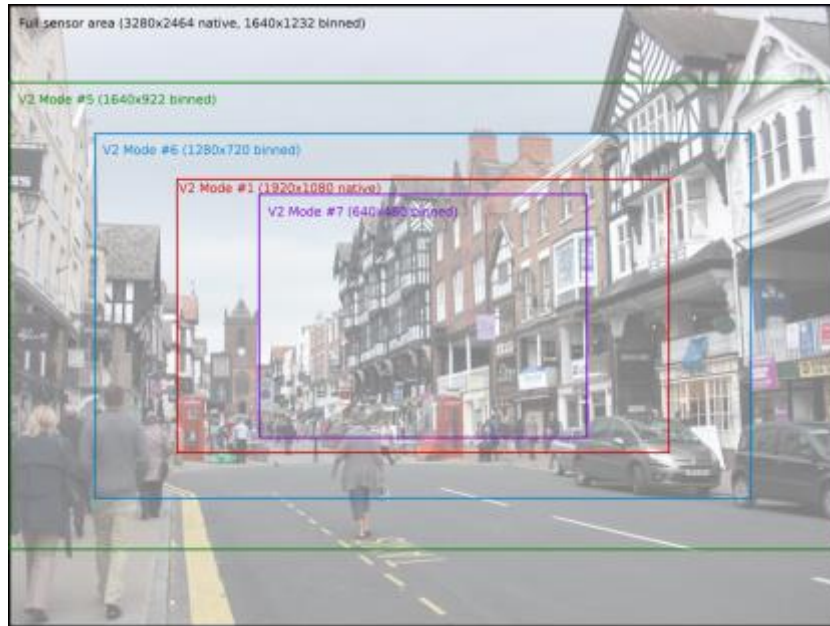 Full sensor area (3280x2464 native, 1640x1232 binned)
V2 Mode #5 (1640x922 binned)
V2 Mode #6 (1280x720 binned)
V2 Mode #1 (1920x1080 native)
V2 Mode #7 (640x480 binned)